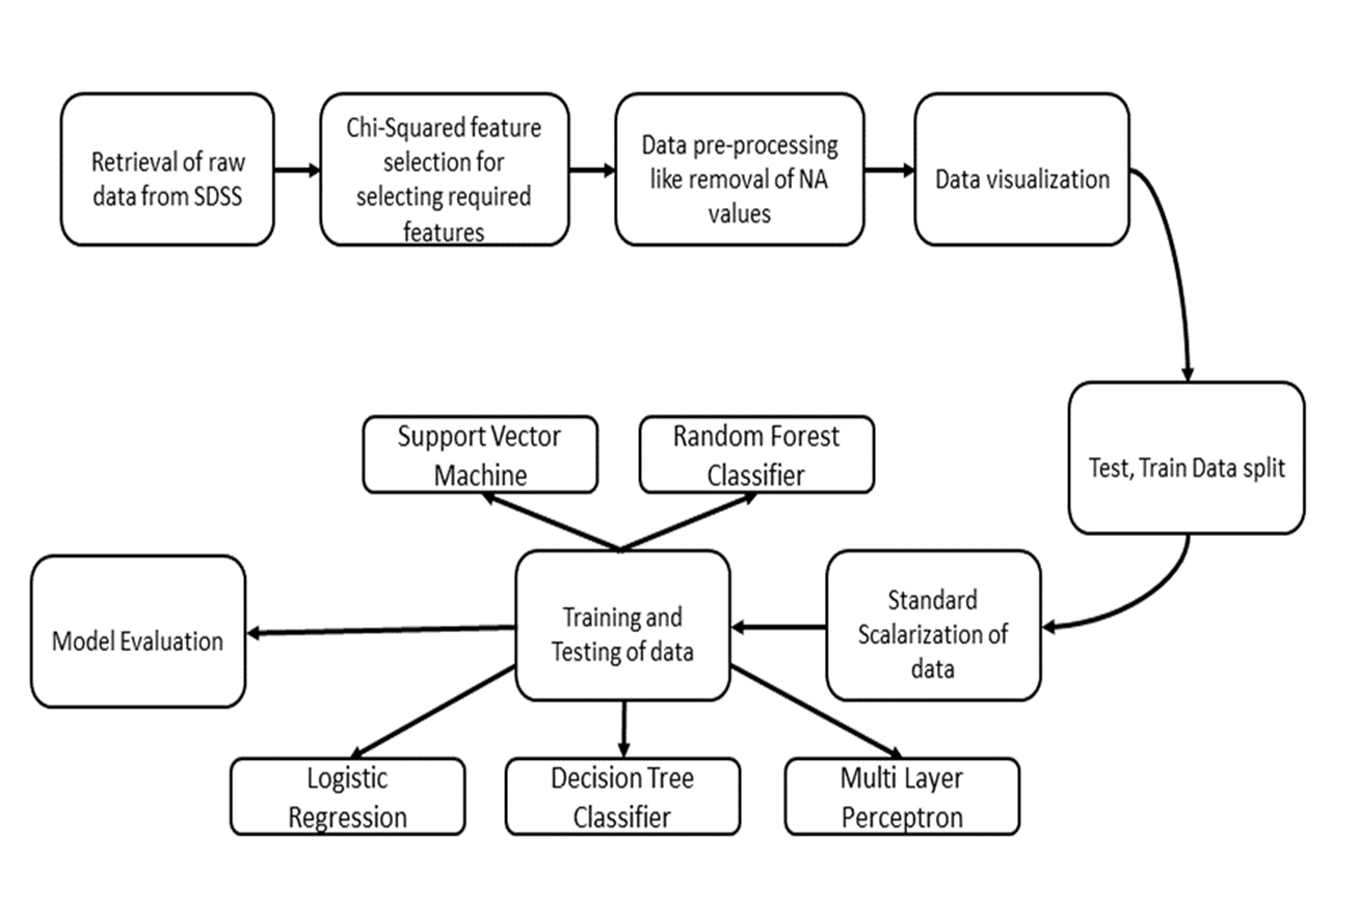 Retrieval of raw
data from SDSS
Chi-Squared feature
selection for
selecting required
features
Data pre-processing
like removal of NA
values
Data visualization
Test, Train Data split
Standard
Scalarization of
data
Training and
Testing of data
Support Vector
Machine
Random Forest
Classifier
Model Evaluation
Logistic
Regression
Decision Tree
Classifier
Multi Layer
Perceptron